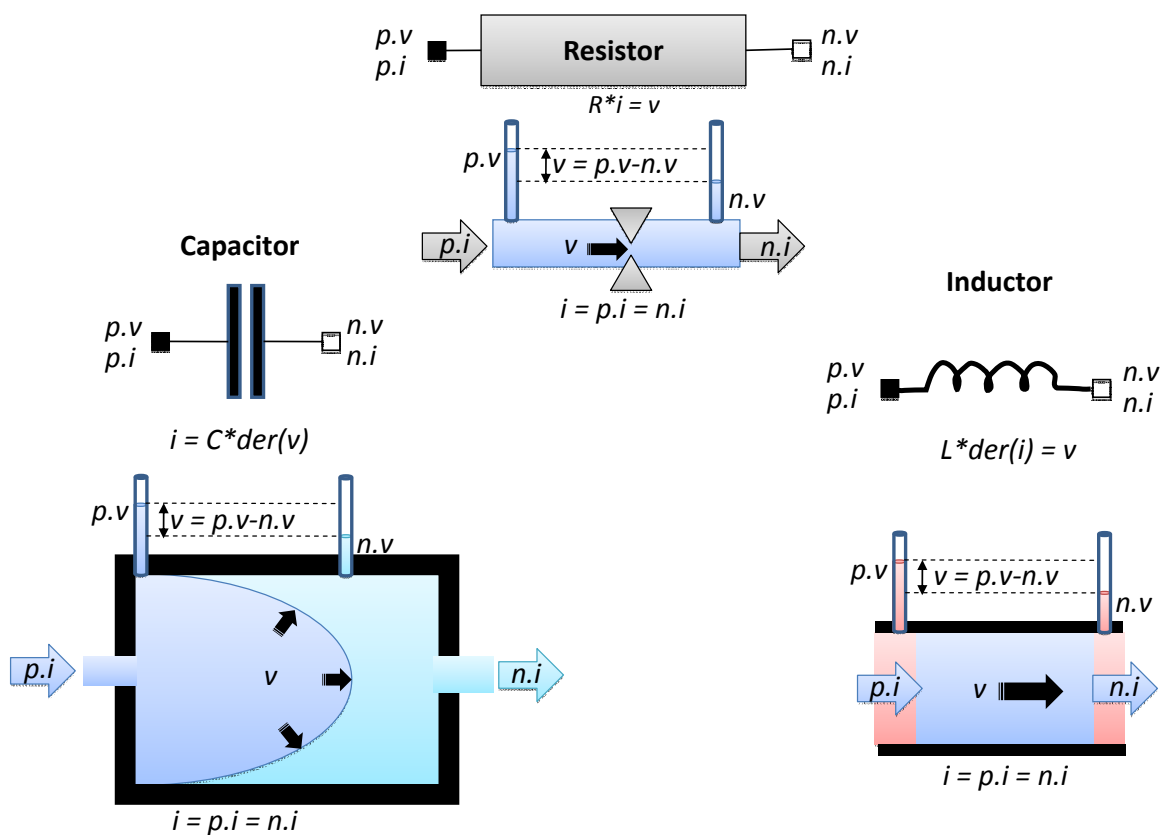 p.v
p.i
Resistor
n.v
n.i
R*i = v
p.v
v = p.v-n.v
n.v
p.i
v
n.i
i = p.i = n.i
Capacitor
p.v
p.i
n.v
n.i
i = C*der(v)
p.v
v = p.v-n.v
n.v
p.i
v
n.i
i = p.i = n.i
Inductor
p.v
p.i
n.v
n.i
L*der(i) = v
p.v
v = p.v-n.v
n.v
p.i
v
n.i
i = p.i = n.i